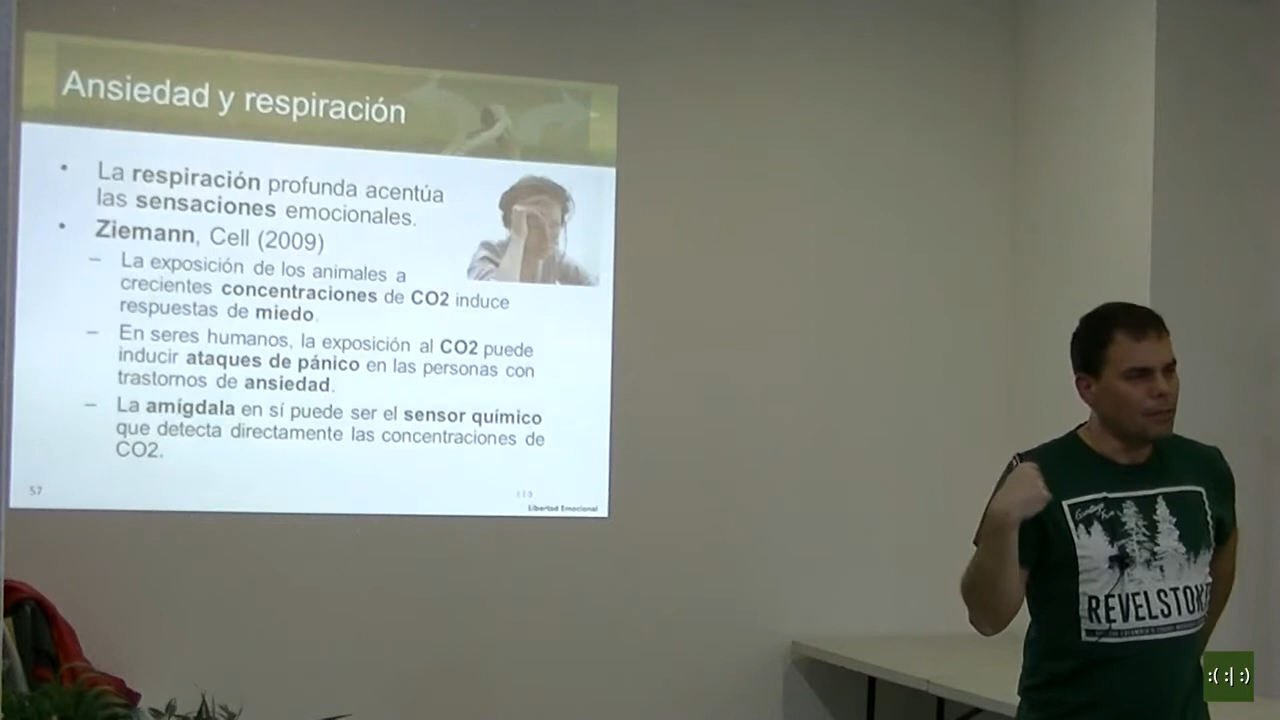 Ansiedad y respiración
• La respiración profunda acentúa
las sensaciones emocionales.
• Ziemann, Cell (2009)
– La exposición de los animales a
crecientes concentraciones de CO2 induce
respuestas de miedo.
– En seres humanos, la exposición al CO2 puede
inducir ataques de pánico en las personas con
trastornos de ansiedad.
– La amígdala en sí puede ser el sensor químico
que detecta directamente las concentraciones de
CO2.
57
Libertad Emocional
REVELSTOK
:( :| :)